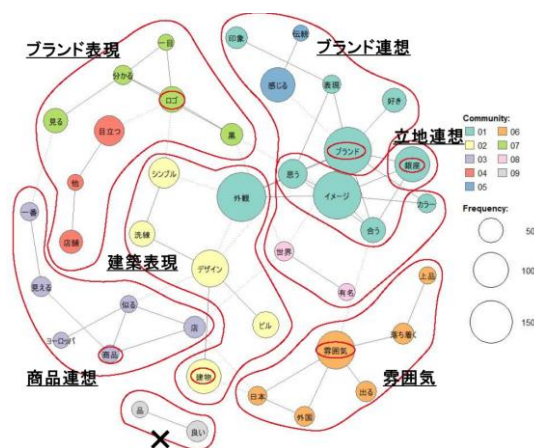 ブランド表現
ブランド連想
一目
分かる
ロゴ
見る
目立つ
黒
他
店舗
印象
伝統
感じる
表現
好き
ブランド
立地連想
銀座
思う
イメージ
カラー
合う
世界
有名
シンプル
外観
洗練
建築表現
デザイン
ビル
建物
一番
見える
似る
店
ヨーロッパ
商品
商品連想
上品
落ち着く
雰囲気
雰囲気
日本
外国
出る
品
良い
×
Community:
01
02
03
04
05
06
07
08
09
Frequency:
50
100
150